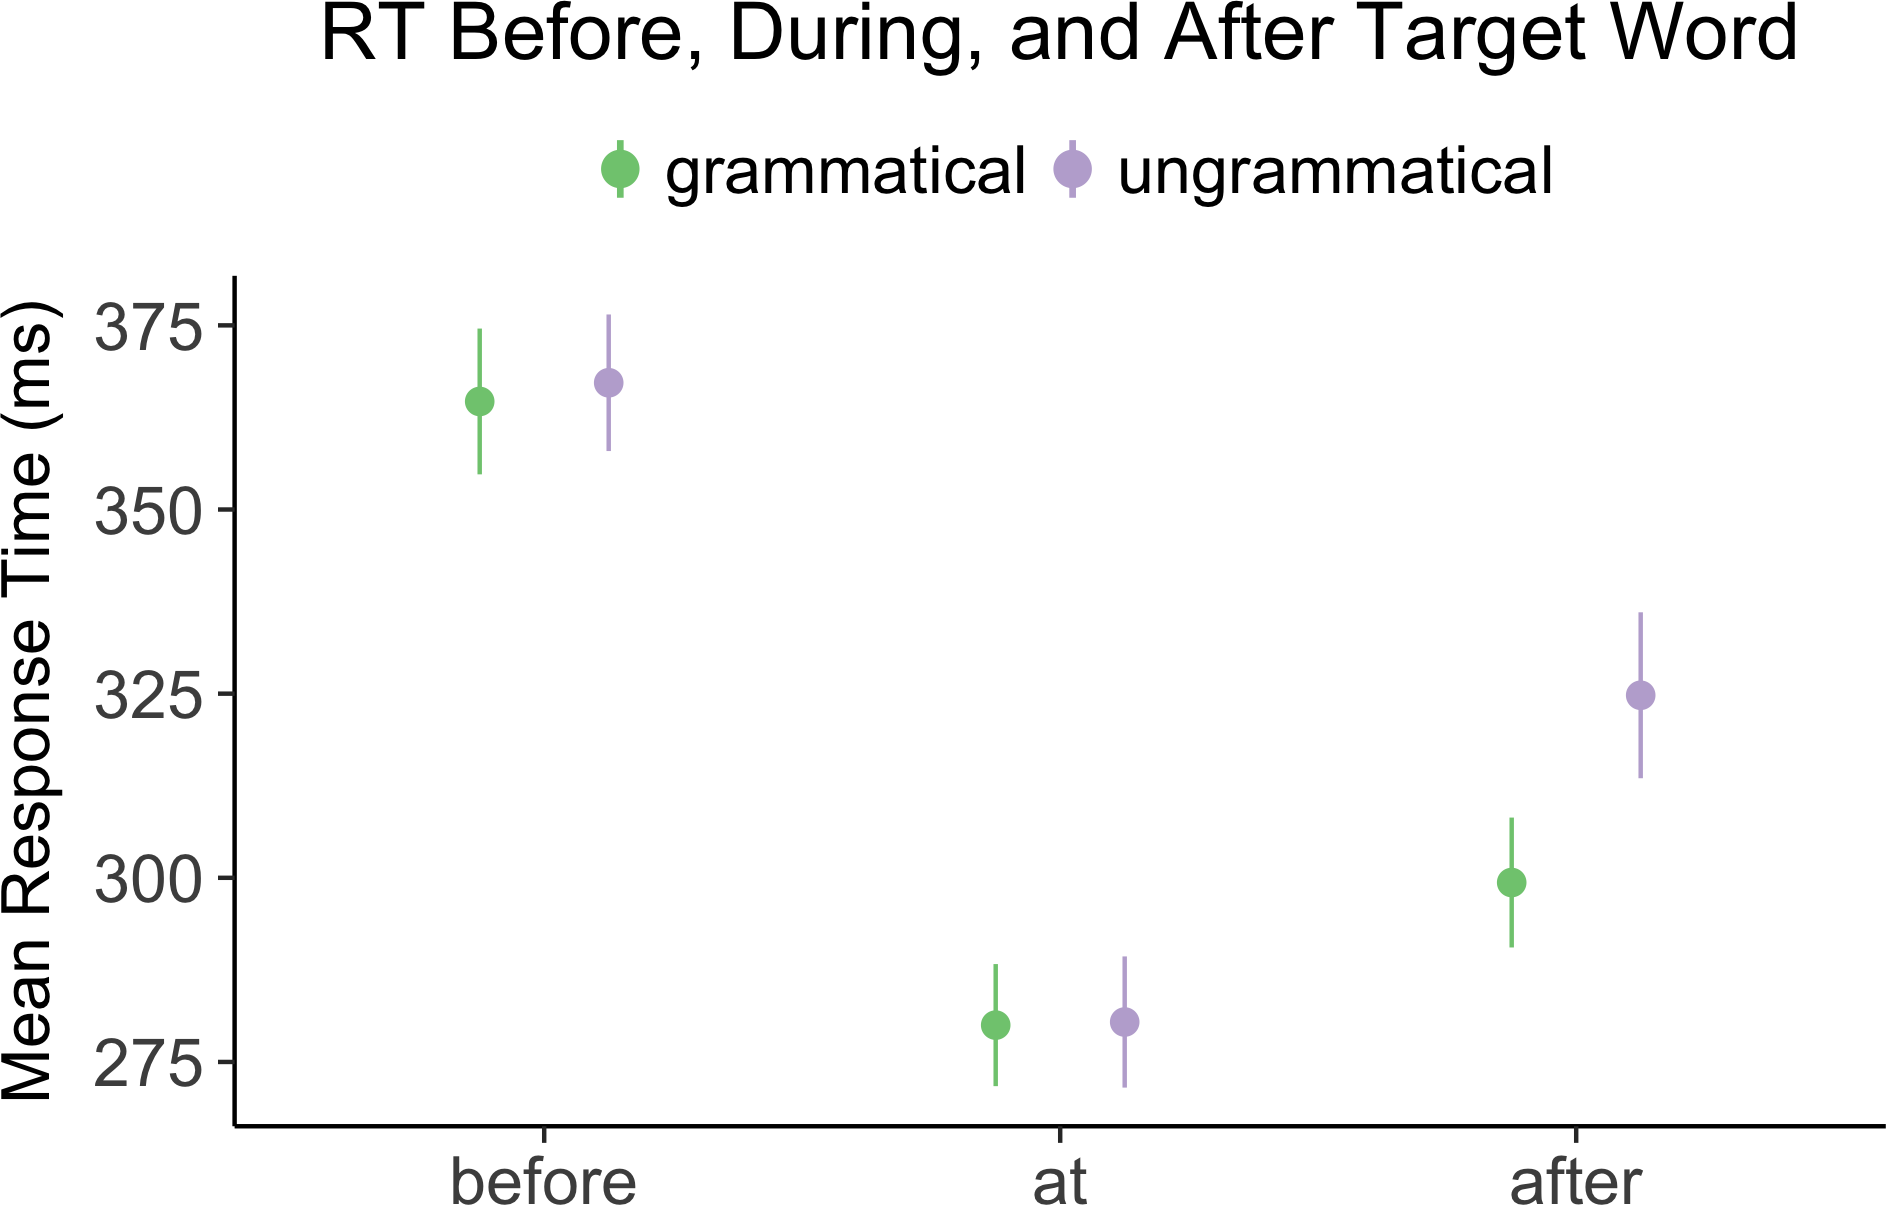 RT Before, During, and After Target Word
grammatical ungrammatical
Mean Response Time (ms)
375
350
325
300
275
before at after